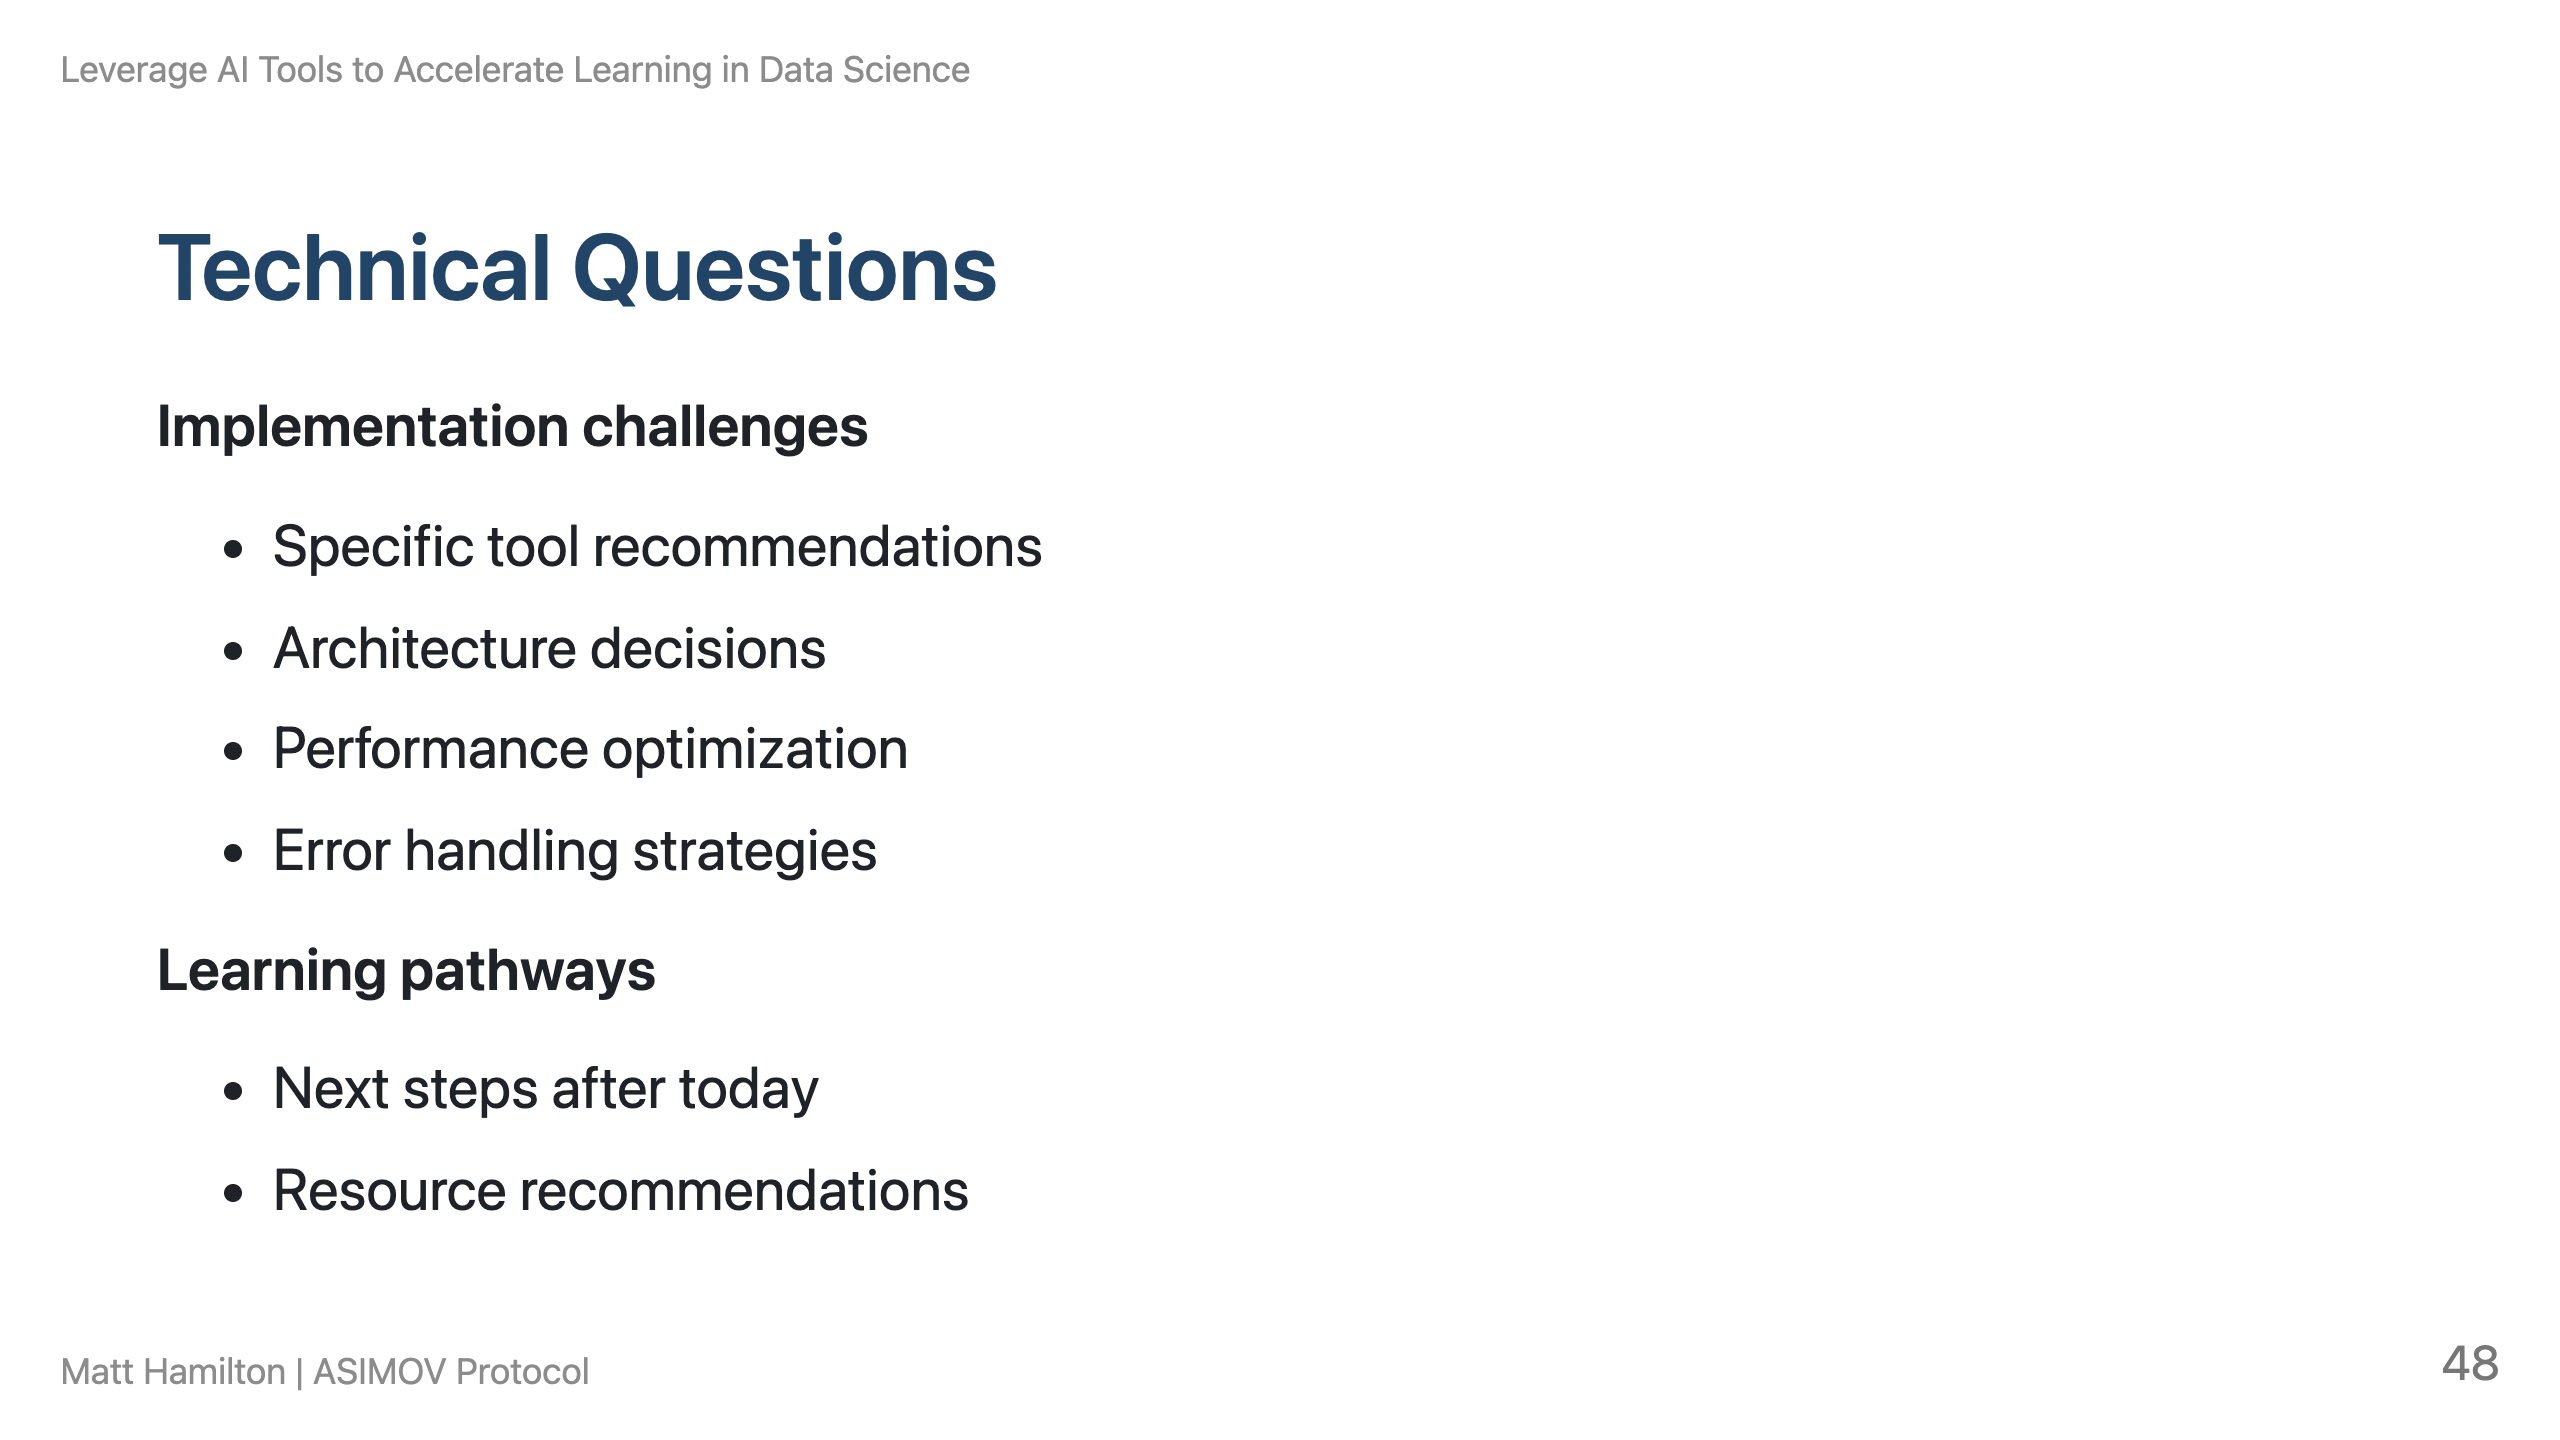 Leverage AI Tools to Accelerate Learning in Data Science
Technical Questions
Implementation challenges
• Specific tool recommendations
• Architecture decisions
• Performance optimization
• Error handling strategies
Learning pathways
• Next steps after today
• Resource recommendations
Matt Hamilton | ASIMOV Protocol
48